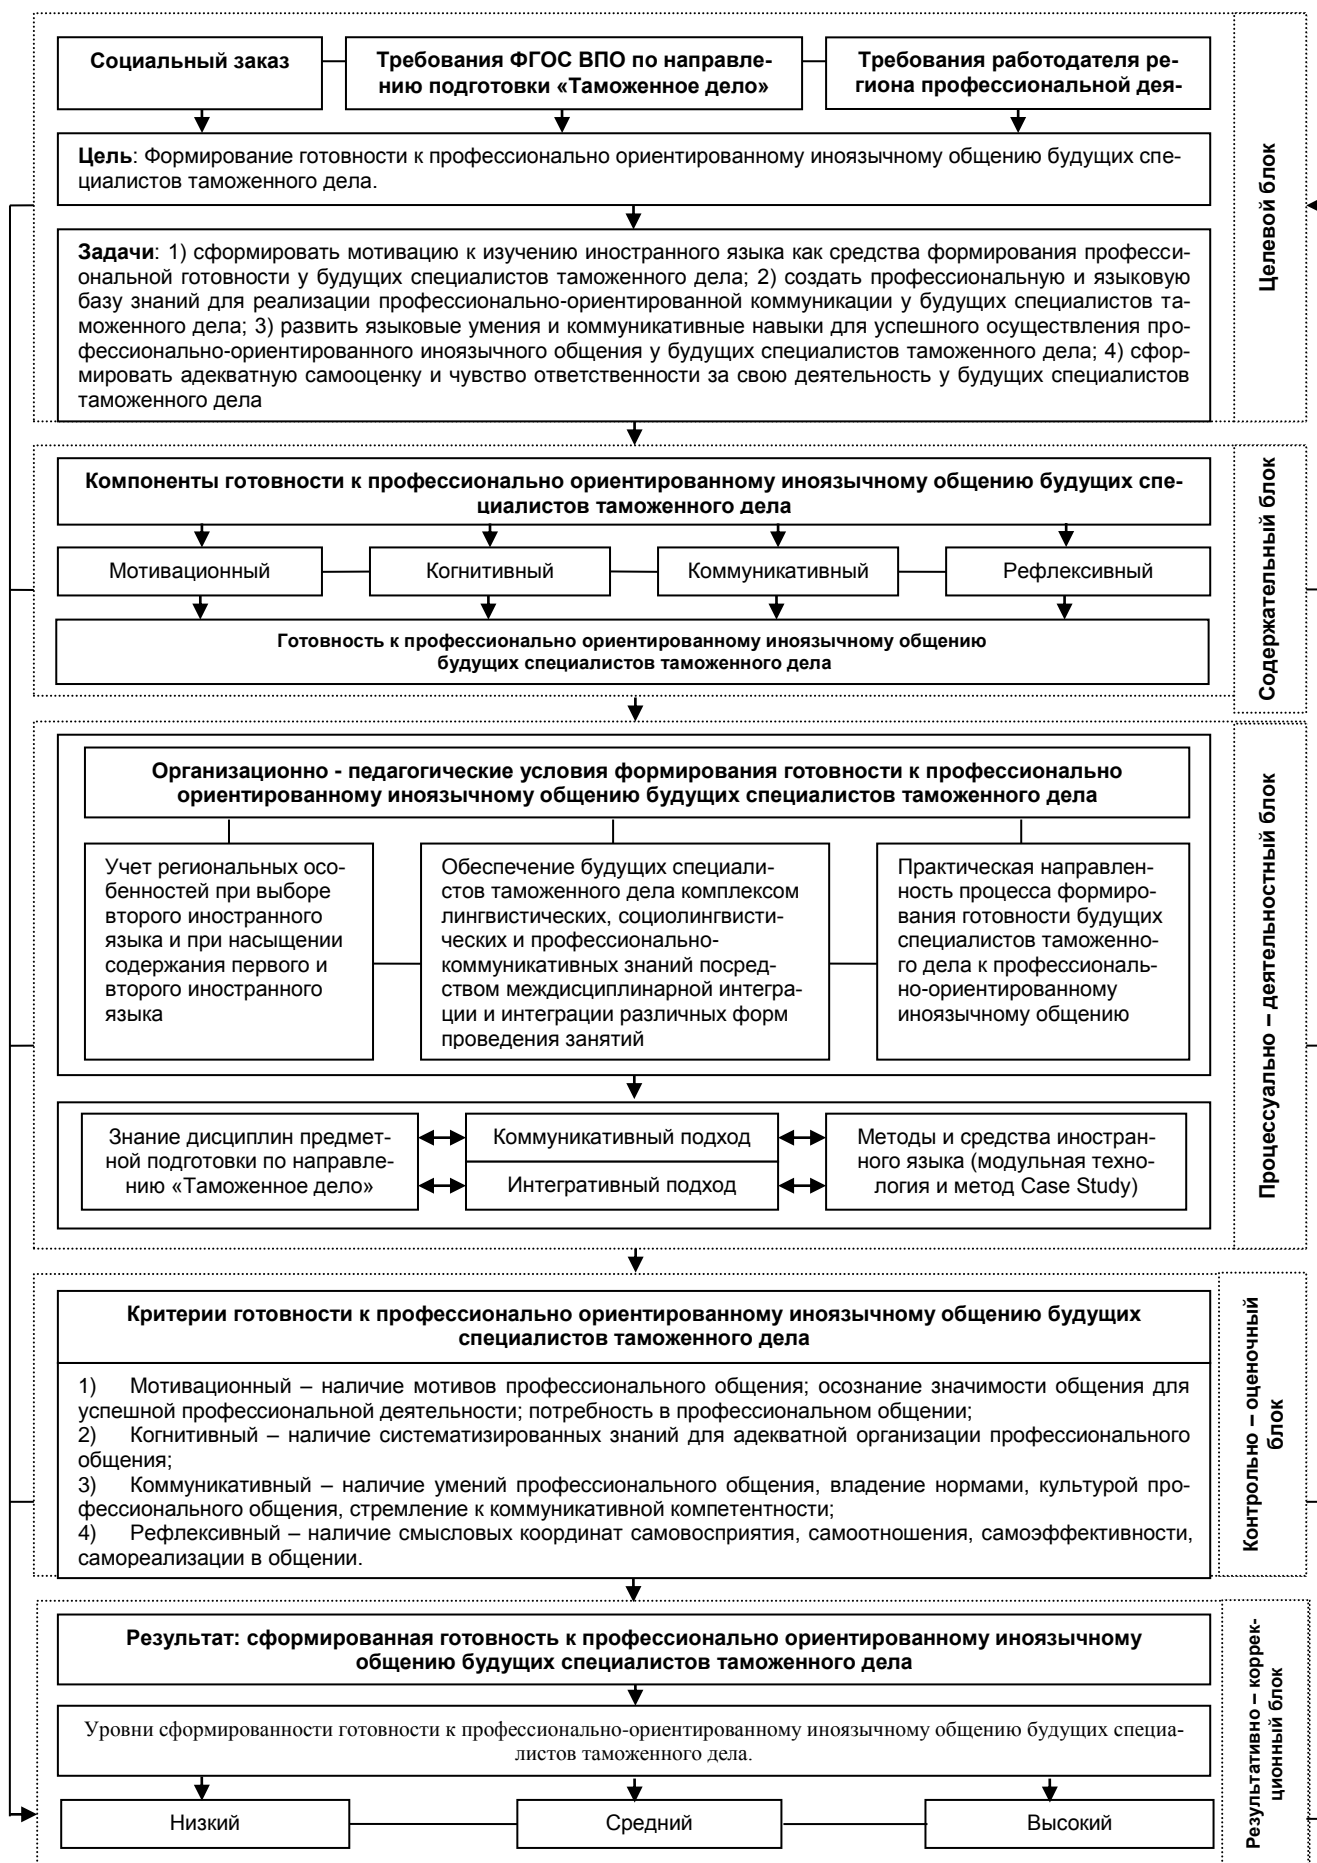 Социальный заказ
Требования ФГОС ВПО по направле-
нию подготовки «Таможенное дело»
Требования работодателя ре-
гиона профессиональной дея-
Цель: Формирование готовности к профессионально ориентированному иноязычному общению будущих спе-
циалистов таможенного дела.
Задачи: 1) сформировать мотивацию к изучению иностранного языка как средства формирования професси-
ональной готовности у будущих специалистов таможенного дела; 2) создать профессиональную и языковую
базу знаний для реализации профессионально-ориентированной коммуникации у будущих специалистов та-
моженного дела; 3) развить языковые умения и коммуникативные навыки для успешного осуществления про-
фессионально-ориентированного иноязычного общения у будущих специалистов таможенного дела; 4) сфор-
мировать адекватную самооценку и чувство ответственности за свою деятельность у будущих специалистов
таможенного дела
Целевой блок
Компоненты готовности к профессионально ориентированному иноязычному общению будущих спе-
циалистов таможенного дела
Мотивационный
Когнитивный
Коммуникативный
Рефлексивный
Готовность к профессионально ориентированному иноязычному общению
будущих специалистов таможенного дела
Содержательный блок
Организационно - педагогические условия формирования готовности к профессионально
ориентированному иноязычному общению будущих специалистов таможенного дела
Учет региональных осо-
бенностей при выборе
второго иностранного
языка и при насыщении
содержания первого и
второго иностранного
языка
Обеспечение будущих специали-
стов таможенного дела комплексом
лингвистических, социолингвисти-
ческих и профессионально-
коммуникативных знаний посред-
ством междисциплинарной интегра-
ции и интеграции различных форм
проведения занятий
Практическая направлен-
ность процесса формиро-
вания готовности будущих
специалистов таможенно-
го дела к профессиональ-
но-ориентированному
иноязычному общению
Знание дисциплин предмет-
ной подготовки по направле-
нию «Таможенное дело»
Коммуникативный подход
Интегративный подход
Методы и средства иностран-
ного языка (модульная техно-
логия и метод Case Study)
Процессуально – деятельностный блок
Критерии готовности к профессионально ориентированному иноязычному общению будущих
специалистов таможенного дела
1) Мотивационный – наличие мотивов профессионального общения; осознание значимости общения для
успешной профессиональной деятельности; потребность в профессиональном общении;
2) Когнитивный – наличие систематизированных знаний для адекватной организации профессионального
общения;
3) Коммуникативный – наличие умений профессионального общения, владение нормами, культурой про-
фессионального общения, стремление к коммуникативной компетентности;
4) Рефлексивный – наличие смысловых координат самовосприятия, самоотношения, самоэффективности,
самореализации в общении.
Контрольно – оценочный
блок
Результат: сформированная готовность к профессионально ориентированному иноязычному
общению будущих специалистов таможенного дела
Уровни сформированности готовности к профессионально-ориентированному иноязычному общению будущих специа-
листов таможенного дела.
Низкий
Средний
Высокий
Результативно – коррек-
ционный блок